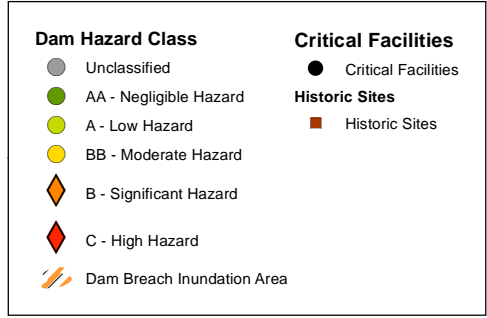 Dam Hazard Class
Unclassified
AA - Negligible Hazard
A - Low Hazard
BB - Moderate Hazard
B - Significant Hazard
C - High Hazard
Dam Breach Inundation Area
Critical Facilities
Critical Facilities
Historic Sites
Historic Sites